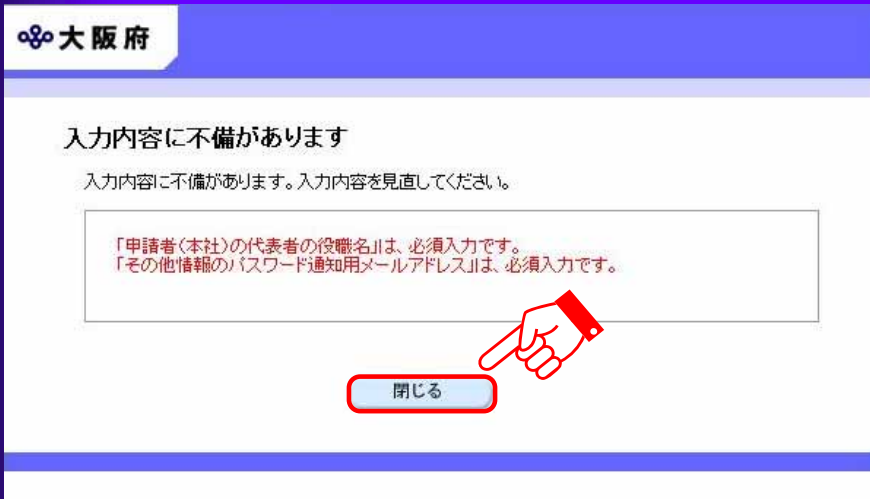 大阪府
入力内容に不備があります
入力内容に不備があります。入力内容を見直してください。
「申請者(本社)の代表者の役職名」は、必須入力です。
「その他情報のパスワード通知用メールアドレス」は、必須入力です。
閉じる